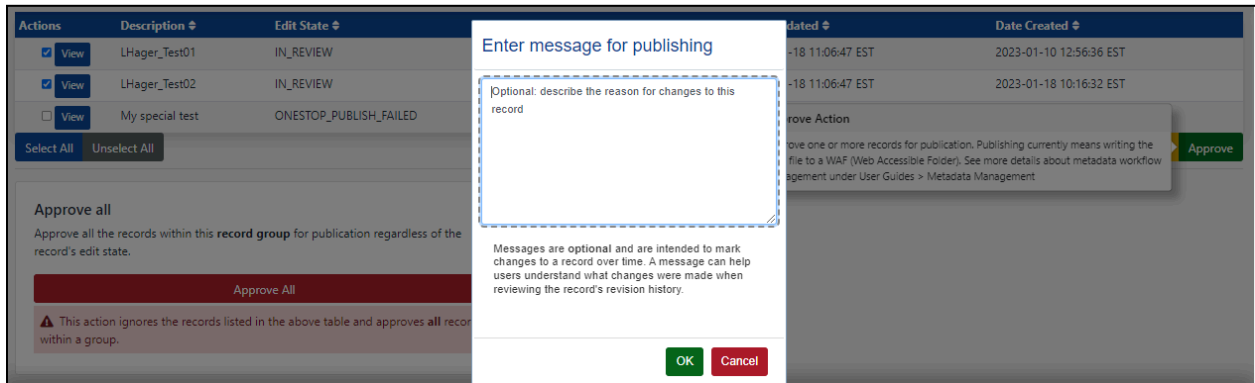 Actions Description Edit State dated Date Created
View LHager_Test01 IN_REVIEW -18 11:06:47 EST 2023-01-10 12:56:36 EST
View LHager_Test02 IN_REVIEW -18 11:06:47 EST 2023-01-18 10:16:32 EST
View My special test ONESTOP_PUBLISH_FAILED
Select All Unselect All
Approve all
Approve all the records within this record group for publication regardless of the
record's edit state.
Approve All
This action ignores the records listed in the above table and approves all recor
within a group.
Enter message for publishing
Optional: describe the reason for changes to this
record
Messages are optional and are intended to mark
changes to a record over time. A message can help
users understand what changes were made when
reviewing the record's revision history.
OK Cancel
rove Action
rove one or more records for publication. Publishing currently means writing the
file to a WAF (Web Accessible Folder). See more details about metadata workflow
agement under User Guides > Metadata Management
Approve